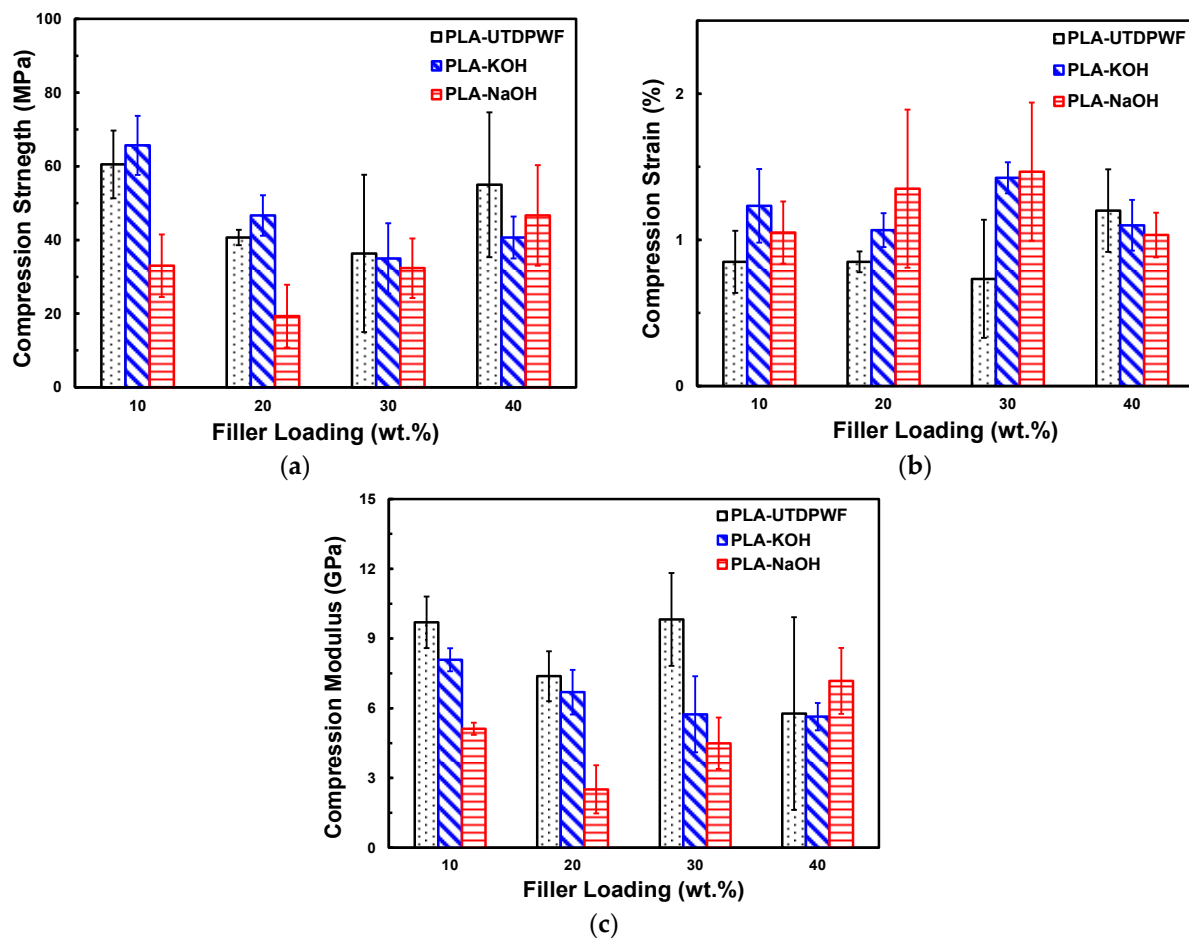 100
80
60
40
20
0
Compression Strnegth (MPa)
PLA-UTDPWF
PLA-KOH
PLA-NaOH
10 20 30 40
Filler Loading (wt.%)
(a)
2
1
0
Compression Strain (%)
PLA-UTDPWF
PLA-KOH
PLA-NaOH
10 20 30 40
Filler Loading (wt.%)
(b)
15
12
9
6
3
0
Compression Modulus (GPa)
PLA-UTDPWF
PLA-KOH
PLA-NaOH
10 20 30 40
Filler Loading (wt.%)
(c)